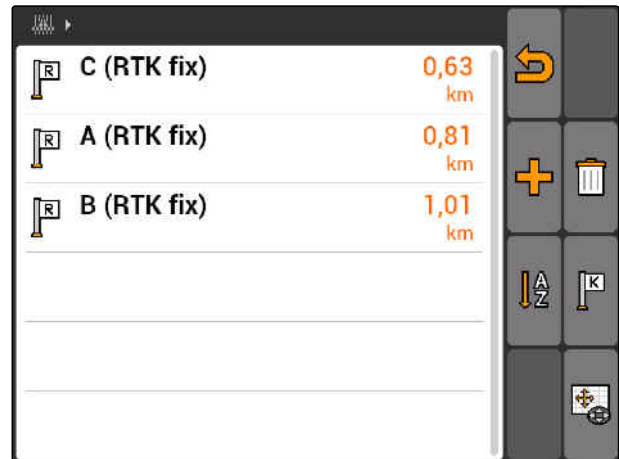 R C (RTK fix) 0,63
km
R A (RTK fix) 0,81
km
R B (RTK fix) 1,01
km
A
Z
K